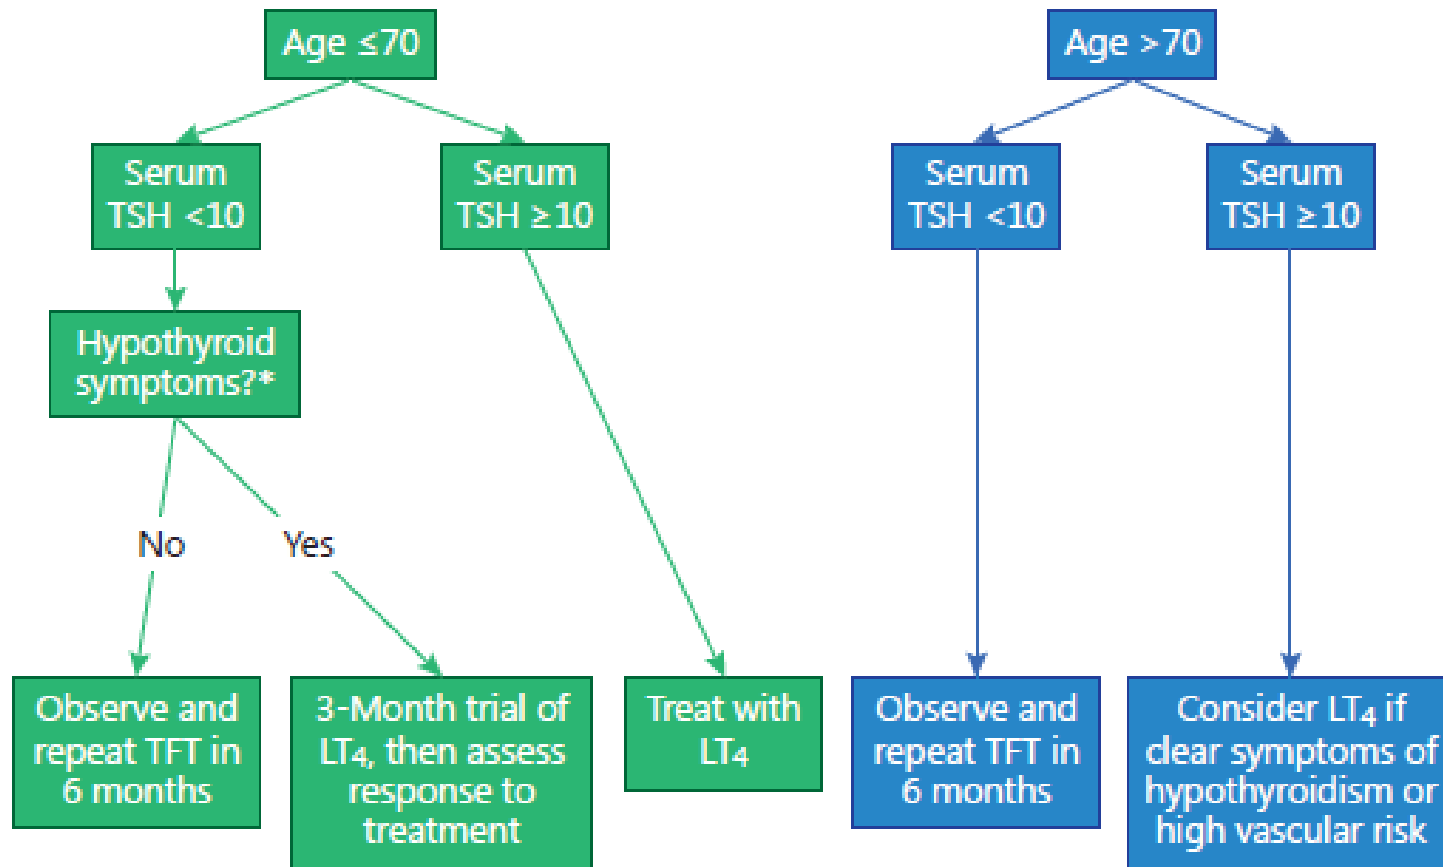 Age ≤70
Serum
TSH <10
Serum
TSH ≥10
Hypothyroid
symptoms?*
No
Yes
Observe and
repeat TFT in
6 months
3-Month trial of
LT₄, then assess
response to
treatment
Treat with
LT₄
Age >70
Serum
TSH <10
Serum
TSH ≥10
Observe and
repeat TFT in
6 months
Consider LT₄ if
clear symptoms of
hypothyroidism or
high vascular risk